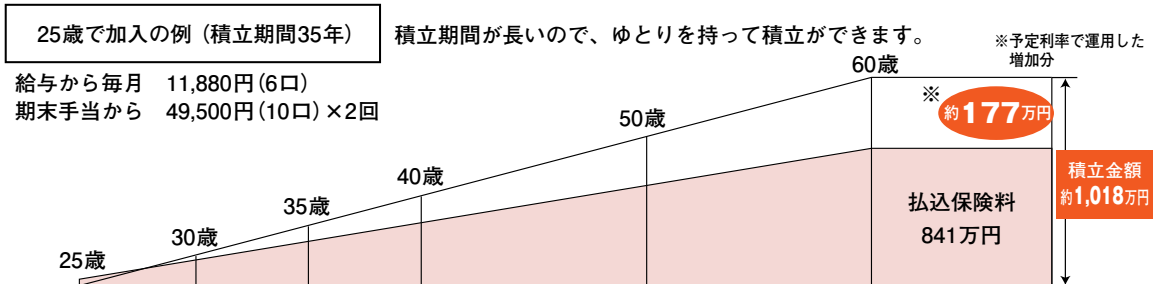 25歳で加入の例（積立期間35年）
積立期間が長いので、ゆとりを持って積立ができます。
※予定利率で運用した
増加分
給与から毎月　11,880円（6口）
期末手当から　49,500円（10口）×2回
25歳
30歳
35歳
40歳
50歳
60歳
※
約177万円
積立金額
約1,018万円
払込保険料
841万円